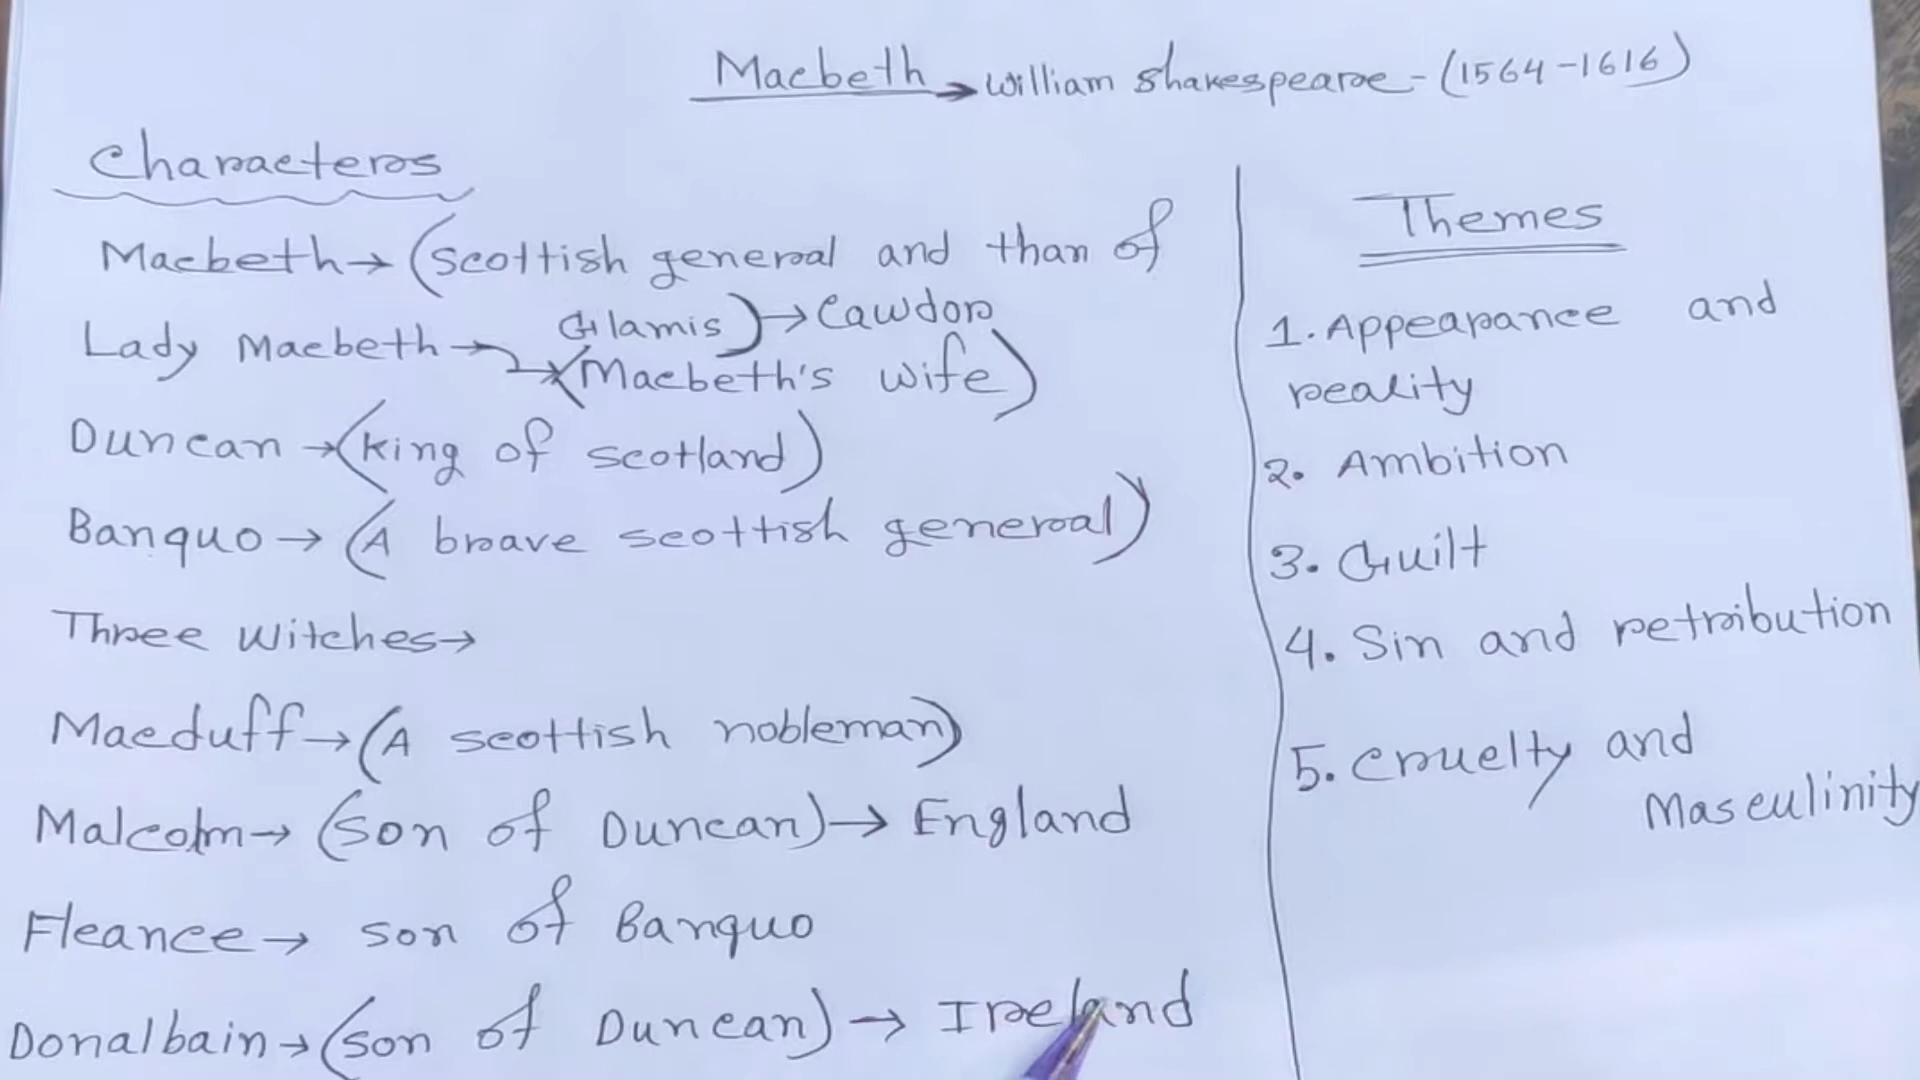 Macbeth → William Shakespeare - (1564-1616)
Characters
Macbeth → (Scottish general and than of
Glamis) → Cawdor
Lady Macbeth → (Macbeth's wife)
Duncan → (king of scotland)
Banquo → (A brave scottish general)
Three witches →
Macduff → (A scottish nobleman)
Malcolm → (son of Duncan) → England
Fleance → son of Banquo
Donalbain → (son of Duncan) → Ireland
Themes
1. Appearance and
reality
2. Ambition
3. Guilt
4. Sin and retribution
5. cruelty and
Masculinity